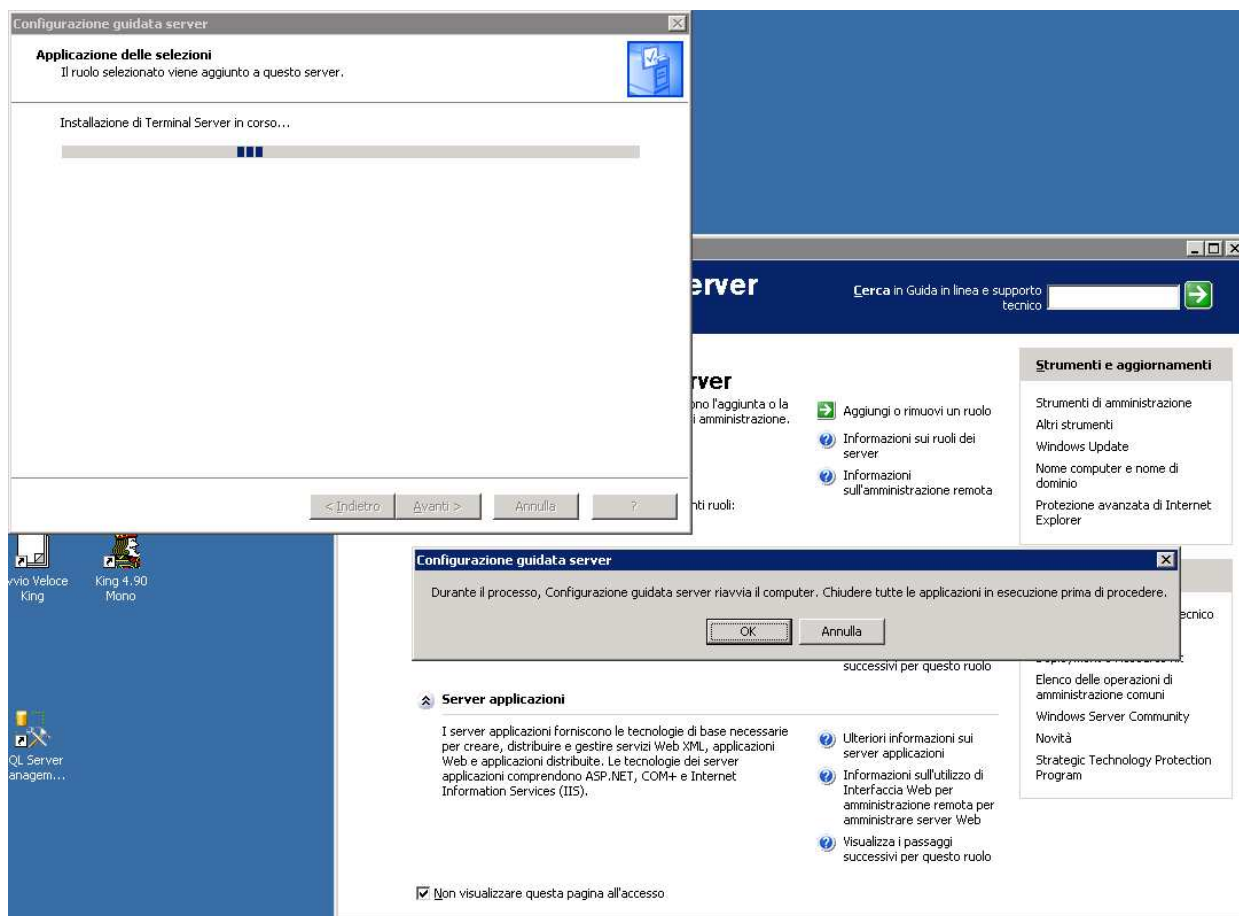 Configurazione guidata server
Applicazione delle selezioni
Il ruolo selezionato viene aggiunto a questo server.
Installazione di Terminal Server in corso...
< Indietro
Avanti >
Annulla
?
Cerca in Guida in linea e supporto
tecnico
Strumenti e aggiornamenti
Strumenti di amministrazione
Altri strumenti
Windows Update
Nome computer e nome di
dominio
Protezione avanzata di Internet
Explorer
l'aggiunta o la
amministrazione.
ruoli:
Aggiungi o rimuovi un ruolo
Informazioni sui ruoli dei
server
Informazioni
sull'amministrazione remota
Veloce
King
King 4.90
Mono
Configurazione guidata server
Durante il processo, Configurazione guidata server riavvia il computer. Chiudere tutte le applicazioni in esecuzione prima di procedere.
OK
Annulla
successivi per questo ruolo
Elenco delle operazioni di
amministrazione comuni
Windows Server Community
Novità
Strategic Technology Protection
Program
Server applicazioni
I server applicazioni forniscono le tecnologie di base necessarie
per creare, distribuire e gestire servizi Web XML, applicazioni
Web e applicazioni distribuite. Le tecnologie dei server
applicazioni comprendono ASP.NET, COM+ e Internet
Information Services (IIS).
Ulteriori informazioni sui
server applicazioni
Informazioni sull'utilizzo di
Interfaccia Web per
amministrazione remota per
amministrare server Web
Visualizza i passaggi
successivi per questo ruolo
Server
Non visualizzare questa pagina all'accesso